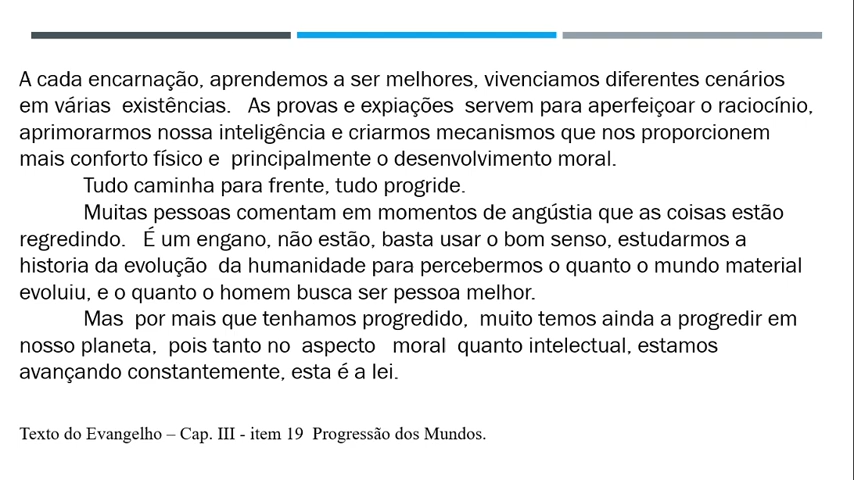 A cada encarnação, aprendemos a ser melhores, vivenciamos diferentes cenários
em várias existências. As provas e expiações servem para aperfeiçoar o raciocínio,
aprimorarmos nossa inteligência e criarmos mecanismos que nos proporcionem
mais conforto físico e principalmente o desenvolvimento moral.
Tudo caminha para frente, tudo progride.
Muitas pessoas comentam em momentos de angústia que as coisas estão
regredindo. É um engano, não estão, basta usar o bom senso, estudarmos a
historia da evolução da humanidade para percebermos o quanto o mundo material
evoluiu, e o quanto o homem busca ser pessoa melhor.
Mas por mais que tenhamos progredido, muito temos ainda a progredir em
nosso planeta, pois tanto no aspecto moral quanto intelectual, estamos
avançando constantemente, esta é a lei.
Texto do Evangelho – Cap. III - item 19 Progressão dos Mundos.